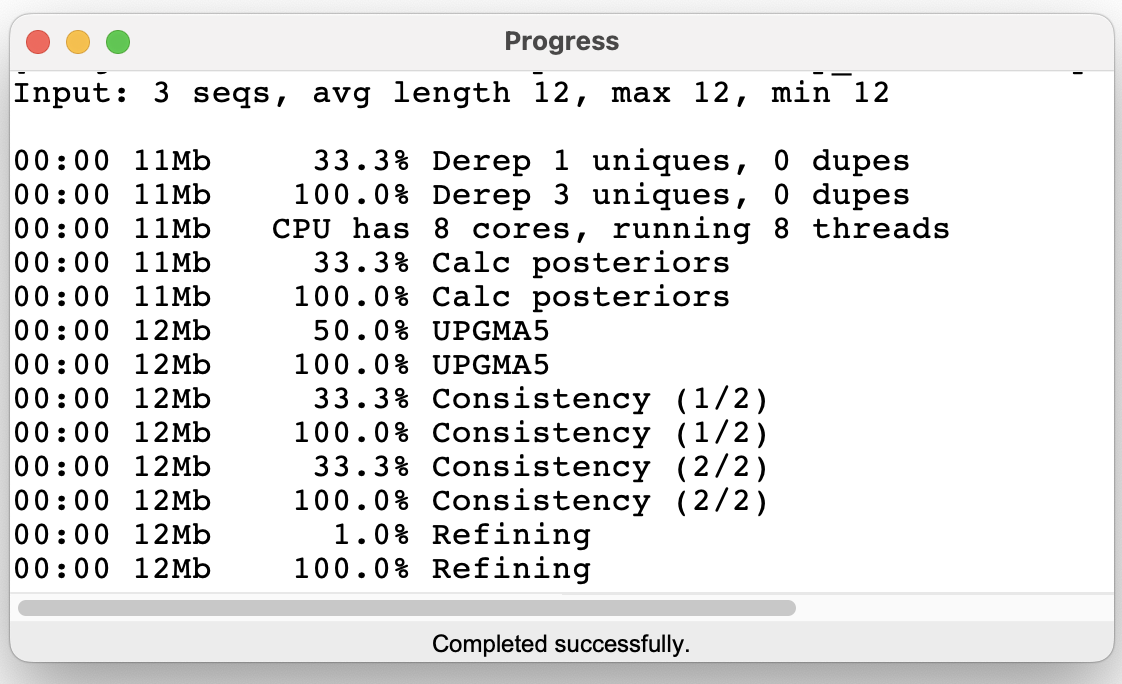 Progress
Input: 3 seqs, avg length 12, max 12, min 12
00:00 11Mb     33.3% Derep 1 uniques, 0 dupes
00:00 11Mb    100.0% Derep 3 uniques, 0 dupes
00:00 11Mb   CPU has 8 cores, running 8 threads
00:00 11Mb     33.3% Calc posteriors
00:00 11Mb    100.0% Calc posteriors
00:00 12Mb     50.0% UPGMA5
00:00 12Mb    100.0% UPGMA5
00:00 12Mb     33.3% Consistency (1/2)
00:00 12Mb    100.0% Consistency (1/2)
00:00 12Mb     33.3% Consistency (2/2)
00:00 12Mb    100.0% Consistency (2/2)
00:00 12Mb      1.0% Refining
00:00 12Mb    100.0% Refining
Completed successfully.